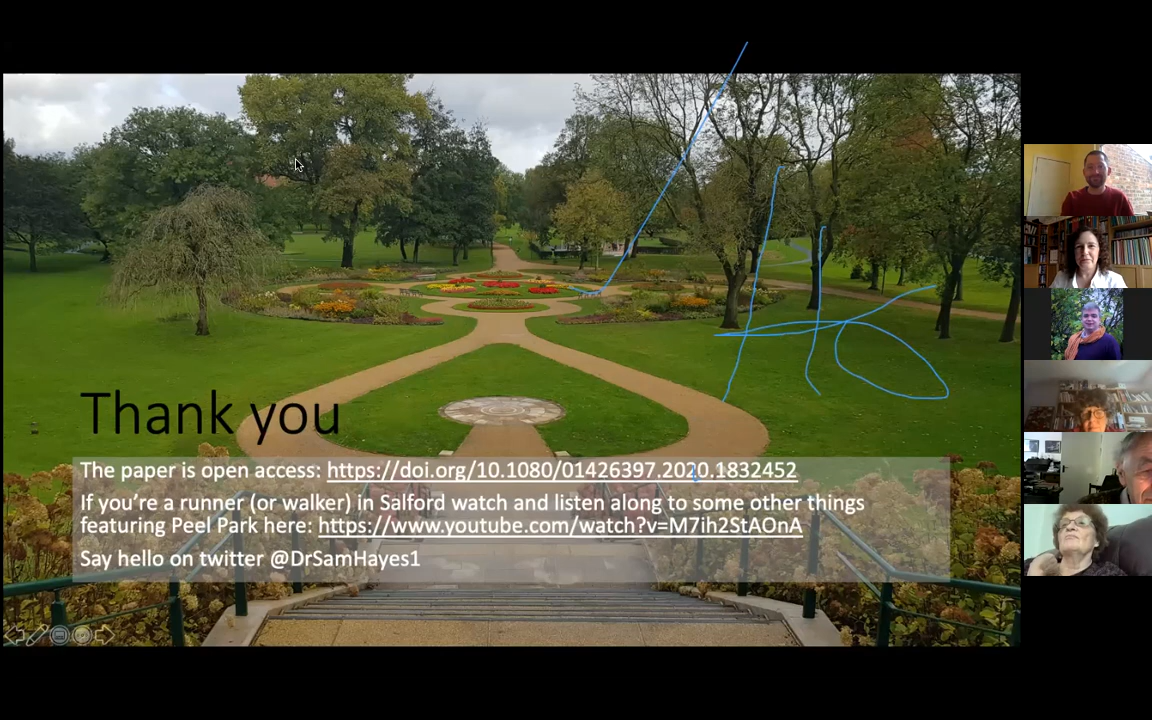 Thank you
The paper is open access: https://doi.org/10.1080/01426397.2020.1832452
If you’re a runner (or walker) in Salford watch and listen along to some other things
featuring Peel Park here: https://www.youtube.com/watch?v=M7ih2StAOnA
Say hello on twitter @DrSamHayes1